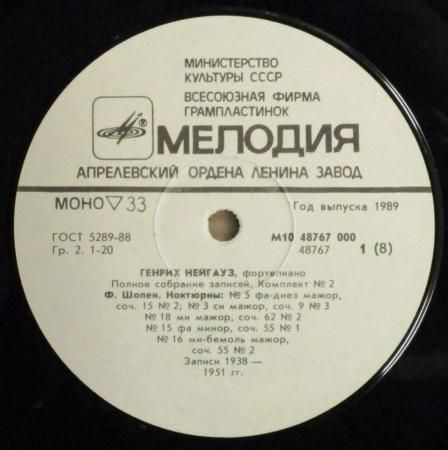 МИНИСТЕРСТВО
КУЛЬТУРЫ СССР
ВСЕСОЮЗНАЯ ФИРМА
ГРАМПЛАСТИНОК
®
МЕЛОДИЯ
АПРЕЛЕВСКИЙ ОРДЕНА ЛЕНИНА ЗАВОД
МОНО ▽ 33
Год выпуска 1989
ГОСТ 5289-88
М10 48767 000
Гр. 2. 1-20
48767 1 (8)
ГЕНРИХ НЕЙГАУЗ, фортепиано
Полное собрание записей. Комплект № 2
Ф. Шопен. Ноктюрны: № 5 фа-диез мажор,
соч. 15 № 2; № 3 си мажор, соч. 9 № 3
№ 18 ми мажор, соч. 62 № 2
№ 15 фа минор, соч. 55 № 1
№ 16 ми-бемоль мажор,
соч. 55 № 2
Записи 1938 —
1951 гг.